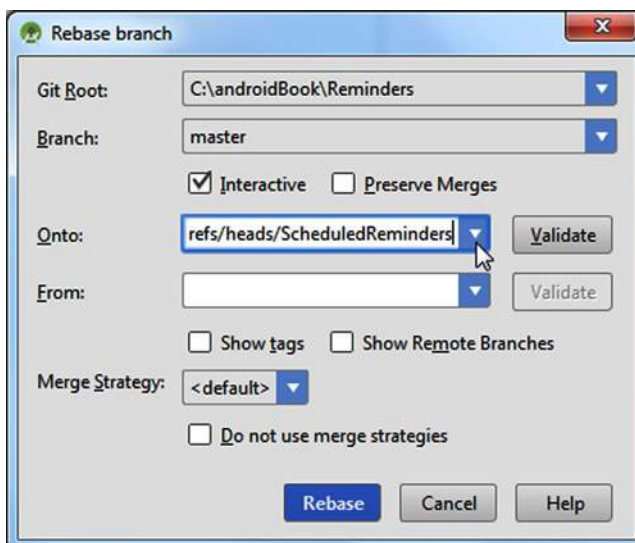 Rebase branch
Git Root: C:\androidBook\Reminders
Branch: master
Interactive Preserve Merges
Onto: refs/heads/ScheduledReminders Validate
From: Validate
Show tags Show Remote Branches
Merge Strategy: <default>
Do not use merge strategies
Rebase Cancel Help